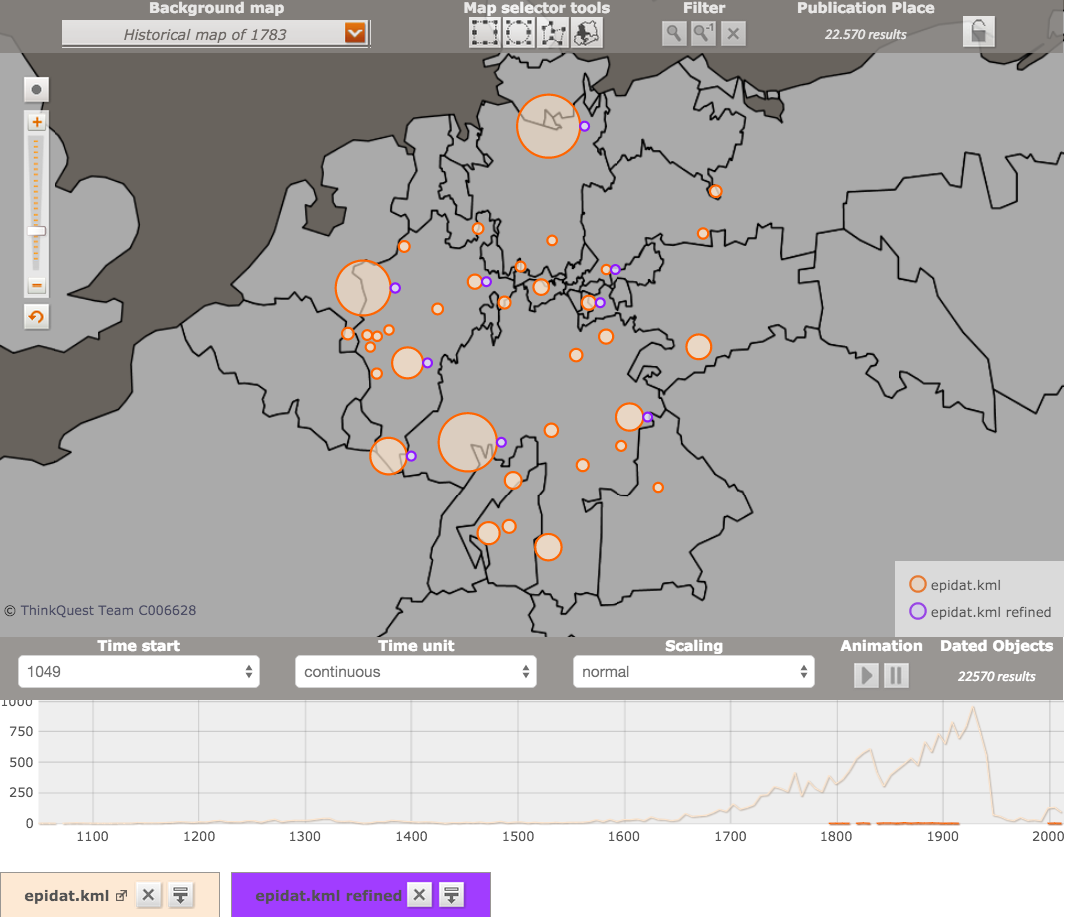 Background map
Map selector tools
Filter
Publication Place
Historical map of 1783
-1
22.570 results
epidat.kml
epidat.kml refined
© ThinkQuest Team C006628
Time start
Time unit
Scaling
Animation
Dated Objects
1049
continuous
normal
22570 results
1000
750
500
250
0
1100 1200 1300 1400 1500 1600 1700 1800 1900 2000
epidat.kml
epidat.kml refined